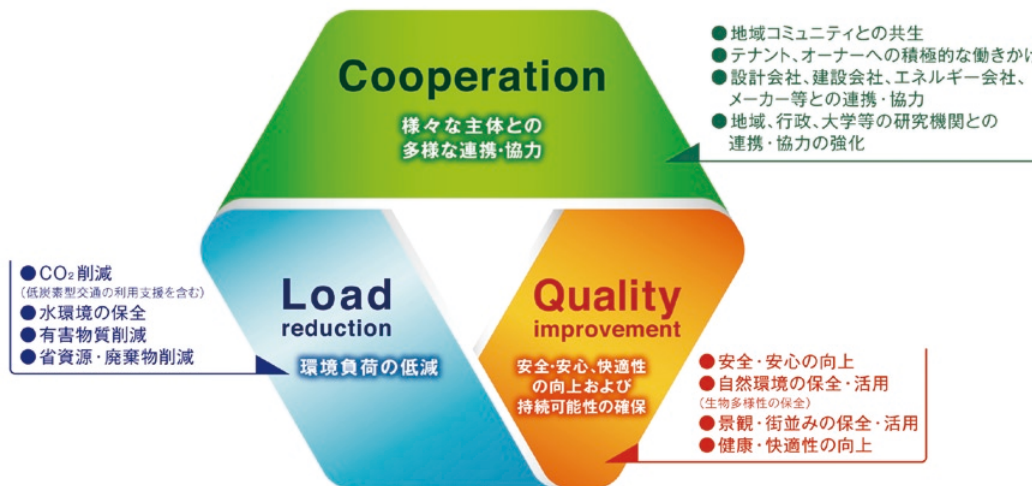 Cooperation
様々な主体との
多様な連携・協力
●地域コミュニティとの共生
●テナント、オーナーへの積極的な働きかけ
●設計会社、建設会社、エネルギー会社、
メーカー等との連携・協力
●地域、行政、大学等の研究機関との
連携・協力の強化
Load
reduction
環境負荷の低減
●CO₂削減
(低炭素型交通の利用支援を含む)
●水環境の保全
●有害物質削減
●省資源・廃棄物削減
Quality
improvement
安全・安心、快適性
の向上および
持続可能性の確保
●安全・安心の向上
●自然環境の保全・活用
(生物多様性の保全)
●景観・街並みの保全・活用
●健康・快適性の向上